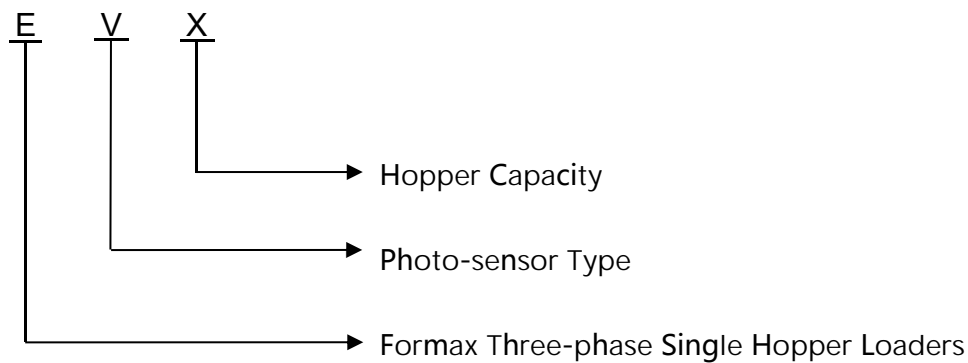 E V X
Hopper Capacity
Photo-sensor Type
Formax Three-phase Single Hopper Loaders